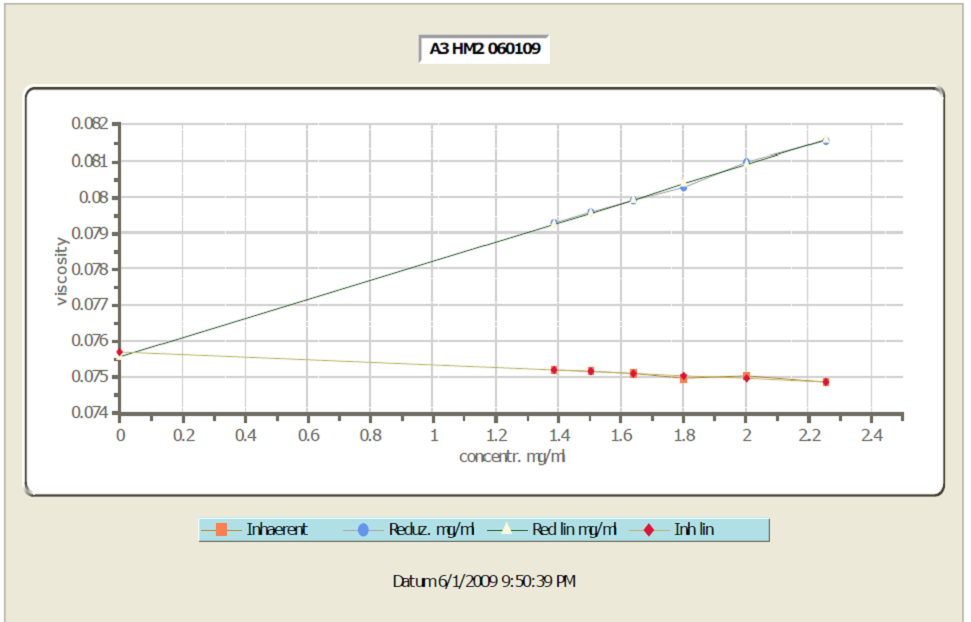 A3 HM2 060109
0.082
0.081
0.08
0.079
0.078
0.077
0.076
0.075
0.074
viscosity
0 0.2 0.4 0.6 0.8 1 1.2 1.4 1.6 1.8 2 2.2 2.4
concentr. mg/ml
Inhaerent Reduz. mg/ml Red lin mg/ml Inh lin
Datum 6/1/2009 9:50:39 PM